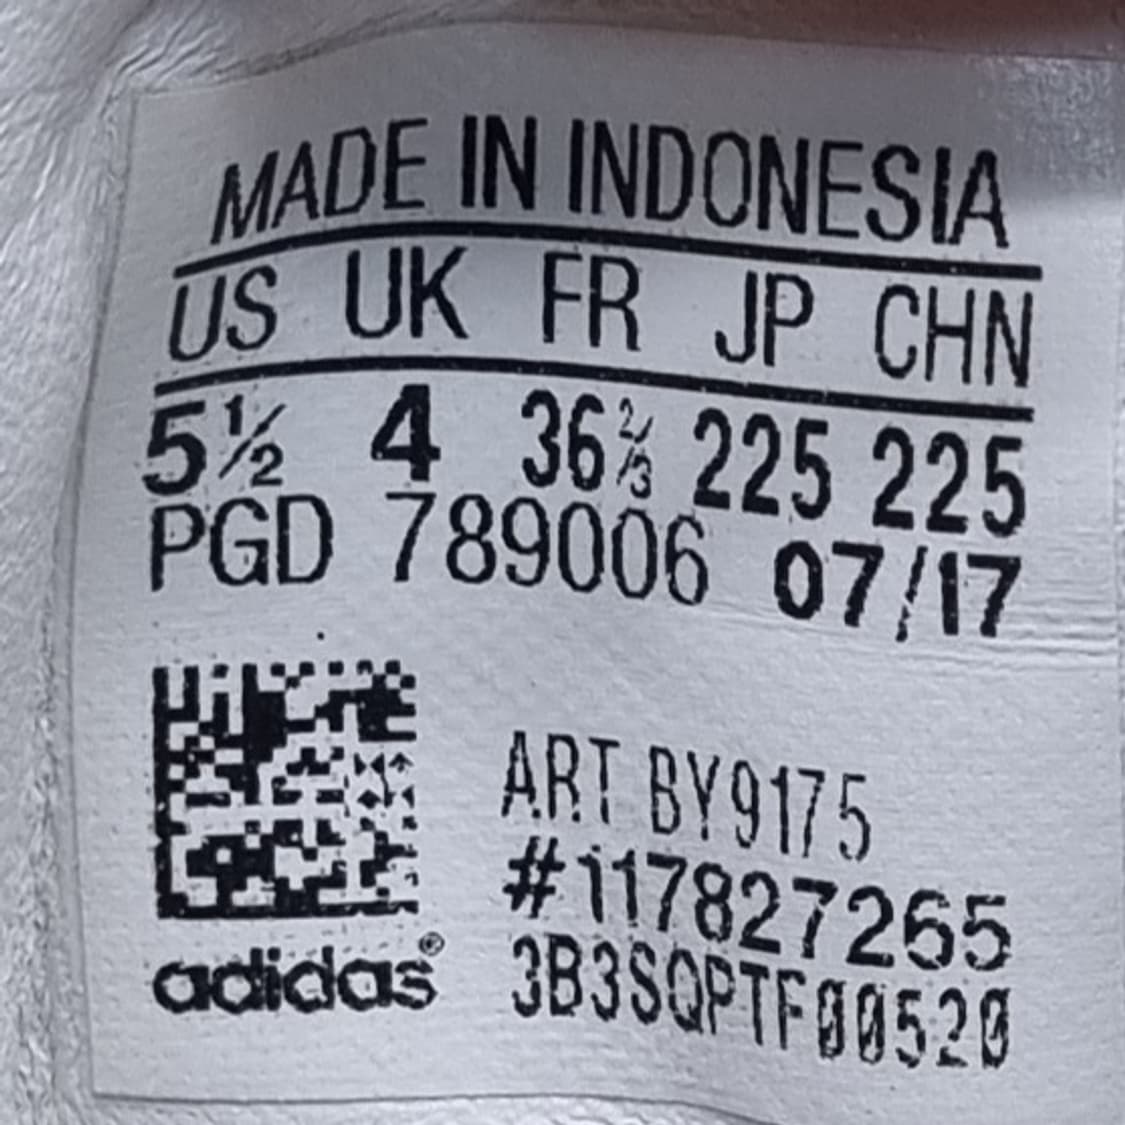 MADE IN INDONESIA
US UK FR JP CHN
5½ 4 36⅔ 225 225
PGD 789006 07/17
ART BY9175
#117827265
3B3SQPTF00520
adidas®